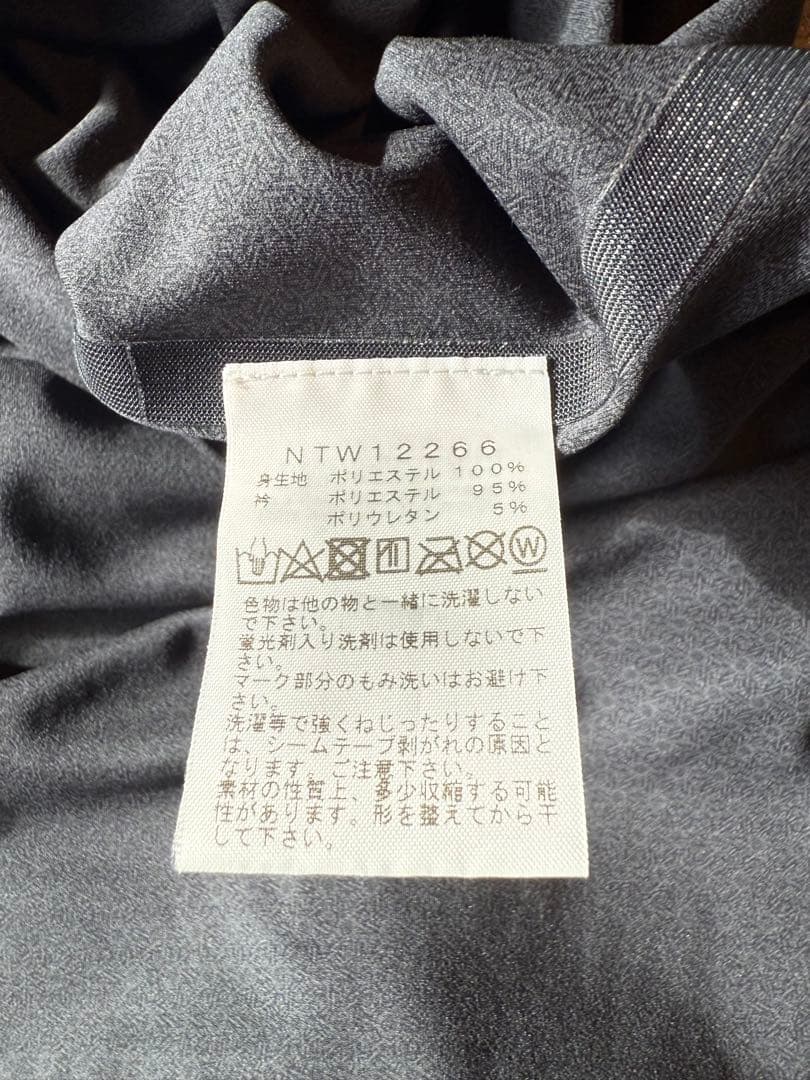 NTW12266
身生地 ポリエステル 100%
衿 ポリエステル 95%
ポリウレタン 5%
W
色物は他の物と一緒に洗濯しない
で下さい。
蛍光剤入り洗剤は使用しないで下
さい。
マーク部分のもみ洗いはお避け下
さい。
洗濯等で強くねじったりすること
は、シームテープ剥がれの原因と
なります。ご注意下さい。
素材の性質上、多少収縮する可能
性があります。形を整えてから干
して下さい。